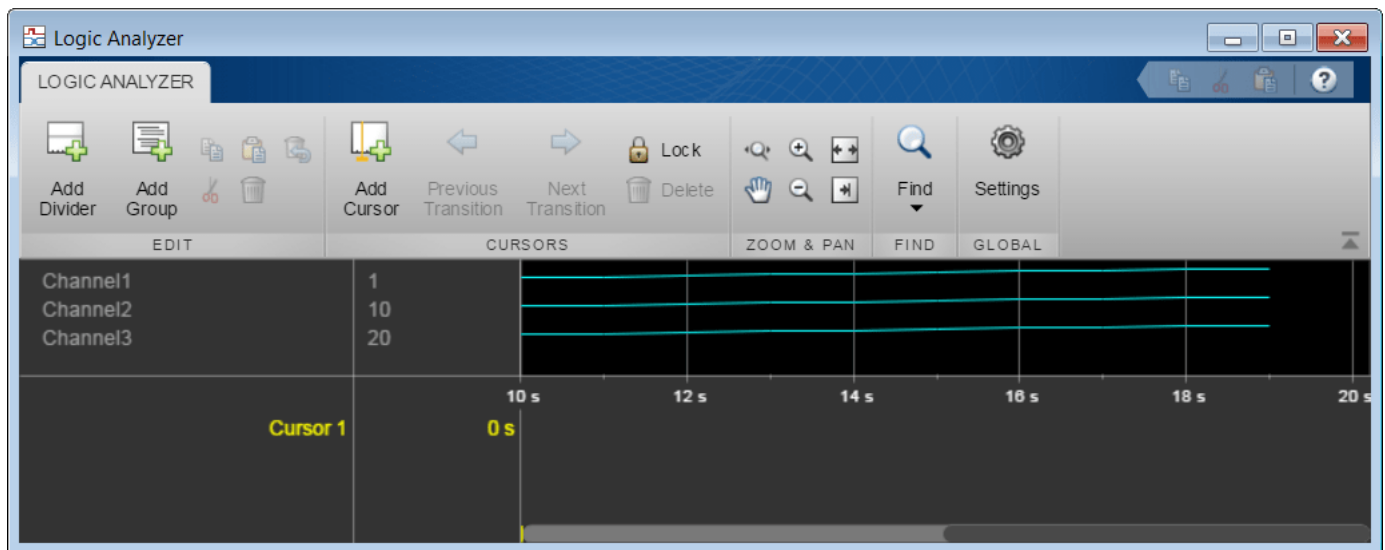 Logic Analyzer
LOGIC ANALYZER
?
Add Divider
Add Group
Add Cursor
Previous Transition
Next Transition
Lock
Delete
Find
Settings
EDIT
CURSORS
ZOOM & PAN
FIND
GLOBAL
Channel1 1
Channel2 10
Channel3 20
10 s 12 s 14 s 16 s 18 s 20 s
Cursor 1 0 s